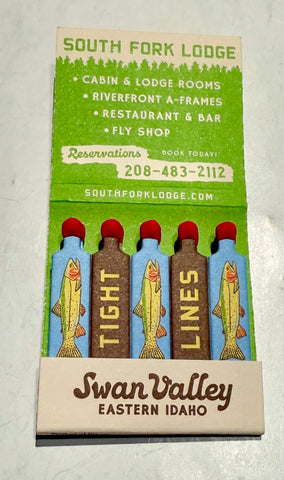 SOUTH FORK LODGE
• CABIN & LODGE ROOMS
• RIVERFRONT A-FRAMES
• RESTAURANT & BAR
• FLY SHOP
Reservations BOOK TODAY!
208-483-2112
SOUTHFORKLODGE.COM
TIGHT
LINES
Swan Valley
EASTERN IDAHO